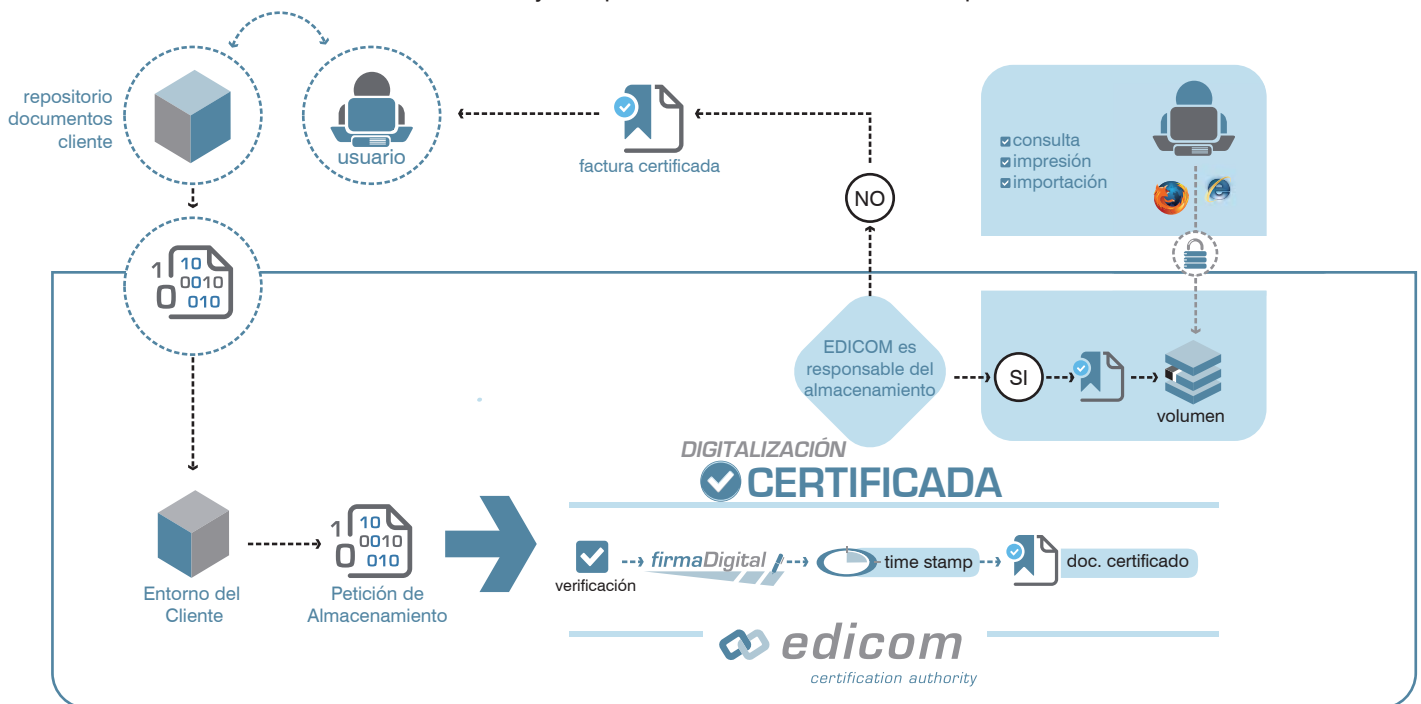 repositorio
documentos
cliente
usuario
factura certificada
NO
consulta
impresión
importación
1
0
10
0010
010
EDICOM es
responsable del
almacenamiento
SI
volumen
DIGITALIZACIÓN
CERTIFICADA
Entorno del
Cliente
1
0
10
0010
010
Petición de
Almacenamiento
verificación
firmaDigital
time stamp
doc. certificado
edicom
certification authority